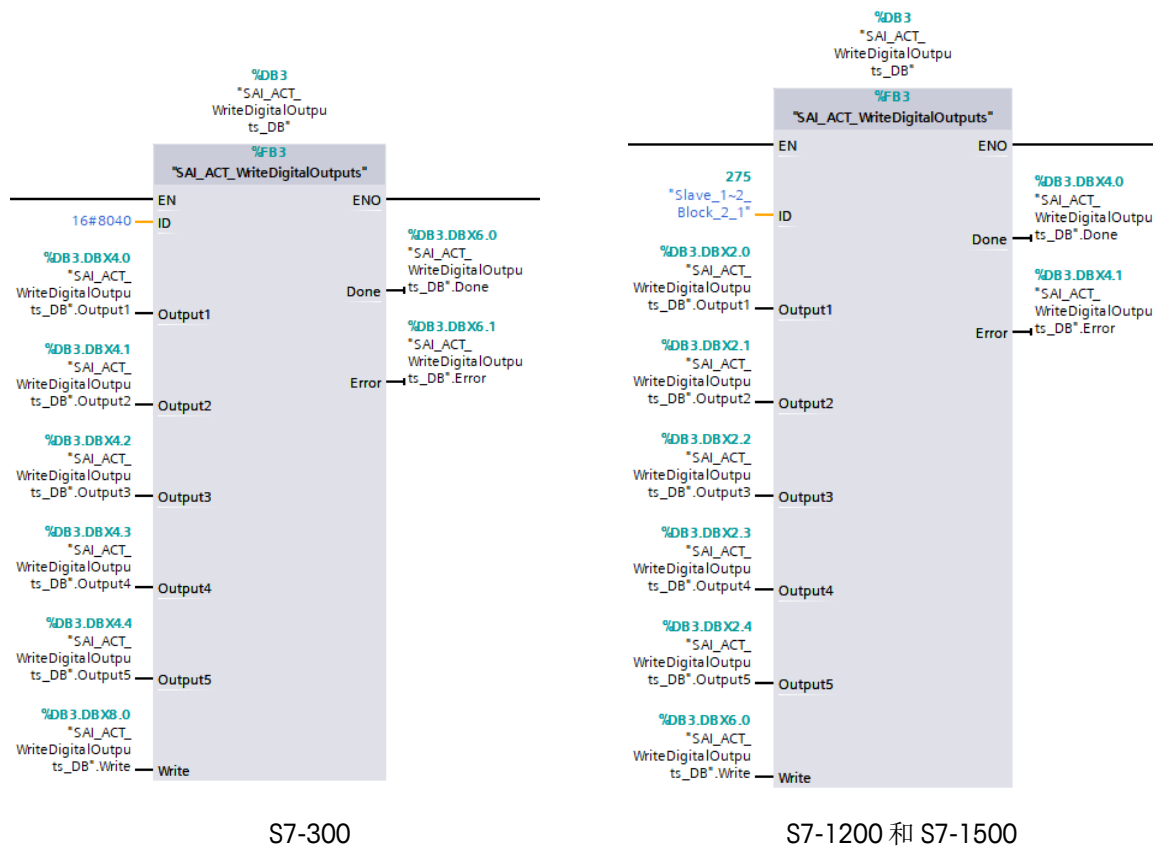 %DB3
"SAI_ACT_
WriteDigitalOutpu
ts_DB"
%FB3
"SAI_ACT_WriteDigitalOutputs"
EN
ENO
16#8040
ID
%DB3.DBX4.0
"SAI_ACT_
WriteDigitalOutpu
ts_DB".Output1
Output1
%DB3.DBX6.0
"SAI_ACT_
WriteDigitalOutpu
ts_DB".Done
Done
%DB3.DBX4.1
"SAI_ACT_
WriteDigitalOutpu
ts_DB".Output2
Output2
%DB3.DBX6.1
"SAI_ACT_
WriteDigitalOutpu
ts_DB".Error
Error
%DB3.DBX4.2
"SAI_ACT_
WriteDigitalOutpu
ts_DB".Output3
Output3
%DB3.DBX4.3
"SAI_ACT_
WriteDigitalOutpu
ts_DB".Output4
Output4
%DB3.DBX4.4
"SAI_ACT_
WriteDigitalOutpu
ts_DB".Output5
Output5
%DB3.DBX8.0
"SAI_ACT_
WriteDigitalOutpu
ts_DB".Write
Write
S7-300
%DB3
"SAI_ACT_
WriteDigitalOutpu
ts_DB"
%FB3
"SAI_ACT_WriteDigitalOutputs"
EN
ENO
275
"Slave_1~2_
Block_2_1"
ID
%DB3.DBX4.0
"SAI_ACT_
WriteDigitalOutpu
ts_DB".Done
Done
%DB3.DBX2.0
"SAI_ACT_
WriteDigitalOutpu
ts_DB".Output1
Output1
%DB3.DBX4.1
"SAI_ACT_
WriteDigitalOutpu
ts_DB".Error
Error
%DB3.DBX2.1
"SAI_ACT_
WriteDigitalOutpu
ts_DB".Output2
Output2
%DB3.DBX2.2
"SAI_ACT_
WriteDigitalOutpu
ts_DB".Output3
Output3
%DB3.DBX2.3
"SAI_ACT_
WriteDigitalOutpu
ts_DB".Output4
Output4
%DB3.DBX2.4
"SAI_ACT_
WriteDigitalOutpu
ts_DB".Output5
Output5
%DB3.DBX6.0
"SAI_ACT_
WriteDigitalOutpu
ts_DB".Write
Write
S7-1200 和 S7-1500